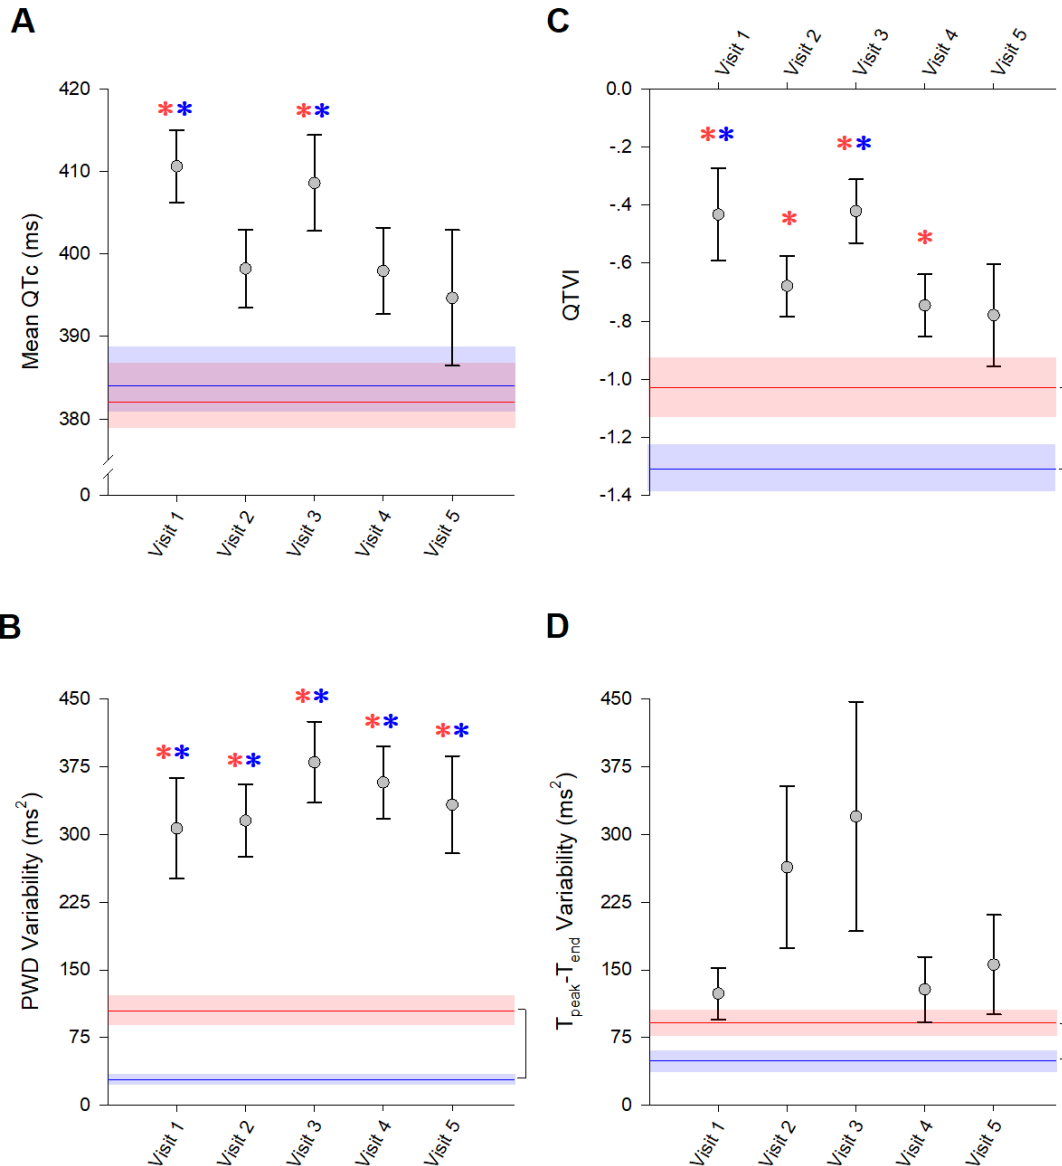 A
Mean QTc (ms)
420
410
400
390
380
0
**
**
Visit 1
Visit 2
Visit 3
Visit 4
Visit 5
C
Visit 1
Visit 2
Visit 3
Visit 4
Visit 5
QTVI
0.0
-.2
-.4
-.6
-.8
-1.0
-1.2
-1.4
**
*
**
*
B
PWD Variability (ms²)
450
375
300
225
150
75
0
**
**
**
**
**
Visit 1
Visit 2
Visit 3
Visit 4
Visit 5
D
Tpeak-Tend Variability (ms²)
450
375
300
225
150
75
0
Visit 1
Visit 2
Visit 3
Visit 4
Visit 5